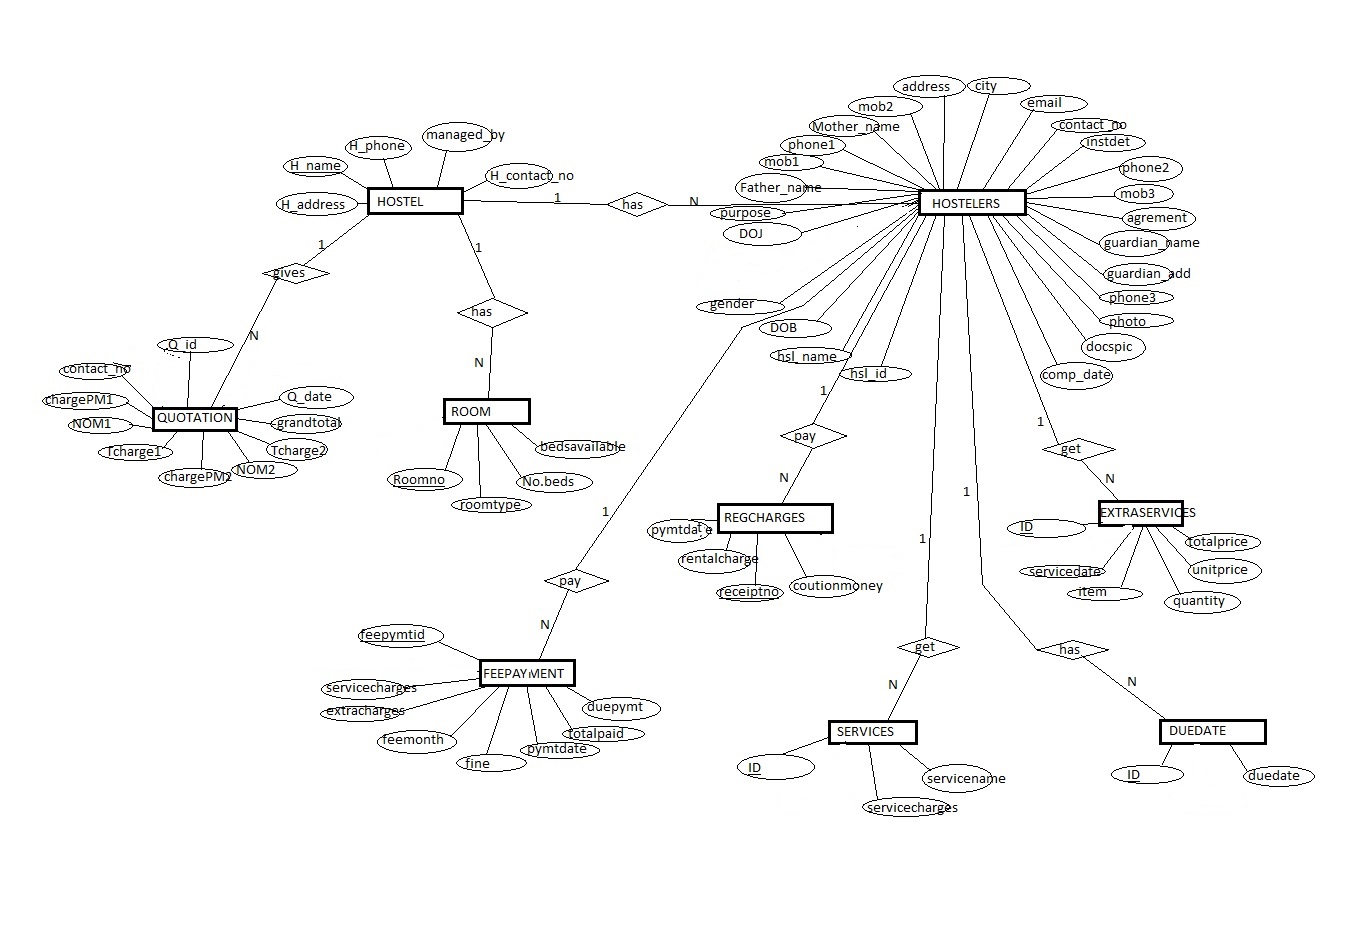 address
city
mob2
email
Mother_name
contact_no
managed_by
H_phone
phone1
instdet
H_name
mob1
phone2
H_contact_no
Father_name
mob3
H_address
HOSTEL
1
has
N
HOSTELERS
purpose
agrement
DOJ
guardian_name
1
1
gives
guardian_add
gender
phone3
has
photo
DOB
N
Q_id
docspic
hsl_name
N
contact_no
hsl_id
comp_date
chargePM1
Q_date
1
QUOTATION
ROOM
NOM1
grandtotal
1
pay
Tcharge1
Tcharge2
bedsavailable
get
chargePM2
NOM2
Roomno
No.beds
N
N
roomtype
1
1
REGCHARGES
EXTRASERVICES
pymtdate
ID
1
totalprice
rentalcharge
servicedate
unitprice
pay
receiptno
coutionmoney
item
quantity
N
feepymtid
get
has
FEEPAYMENT
servicecharges
N
N
extracharges
duepymt
feemonth
totalpaid
SERVICES
DUEDATE
fine
pymtdate
ID
servicename
ID
duedate
servicecharges